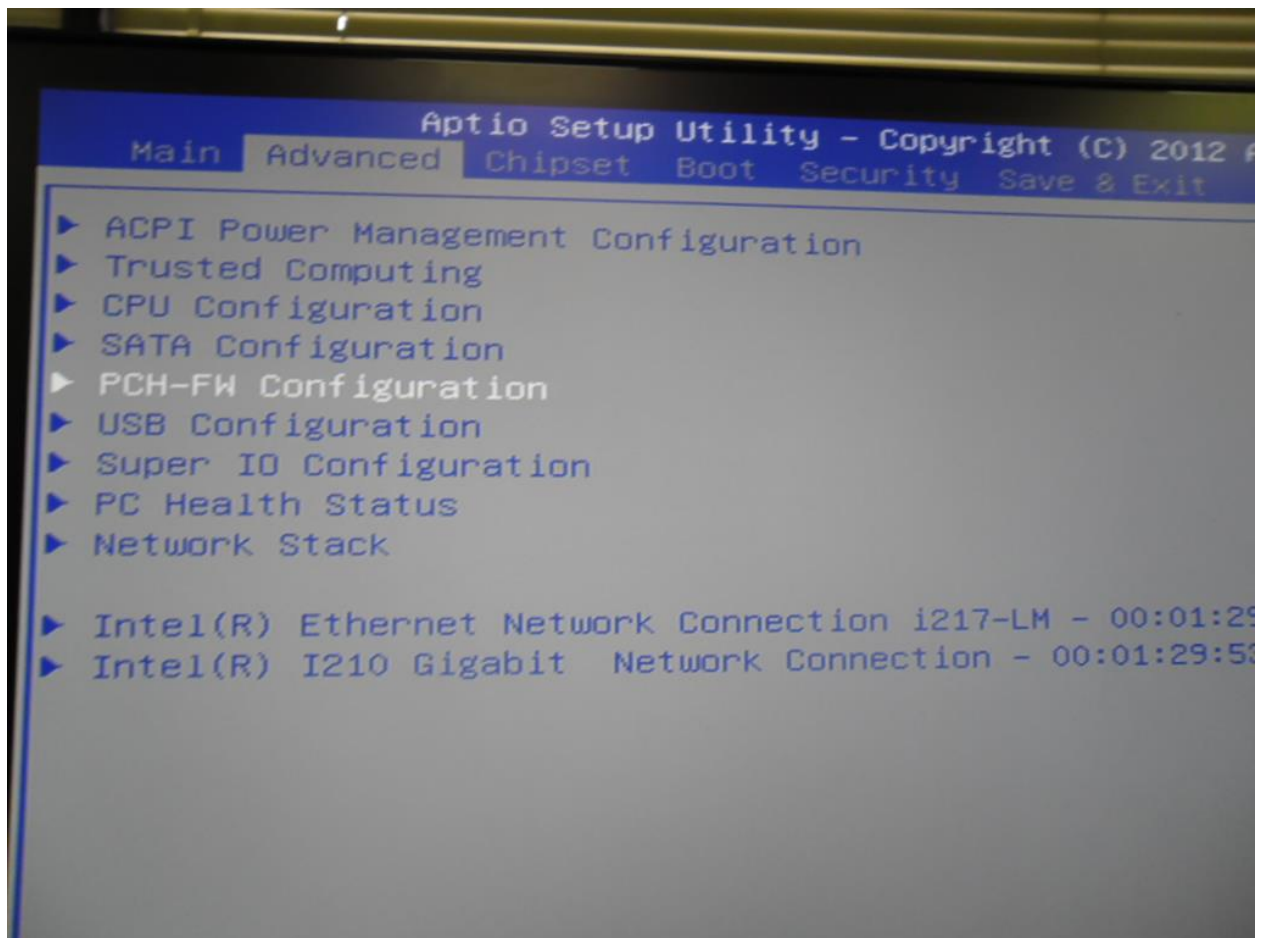 Aptio Setup Utility – Copyright (C) 2012
Main Advanced Chipset Boot Security Save & Exit
ACPI Power Management Configuration
Trusted Computing
CPU Configuration
SATA Configuration
PCH-FW Configuration
USB Configuration
Super IO Configuration
PC Health Status
Network Stack
Intel(R) Ethernet Network Connection i217-LM – 00:01:29
Intel(R) I210 Gigabit Network Connection – 00:01:29:53